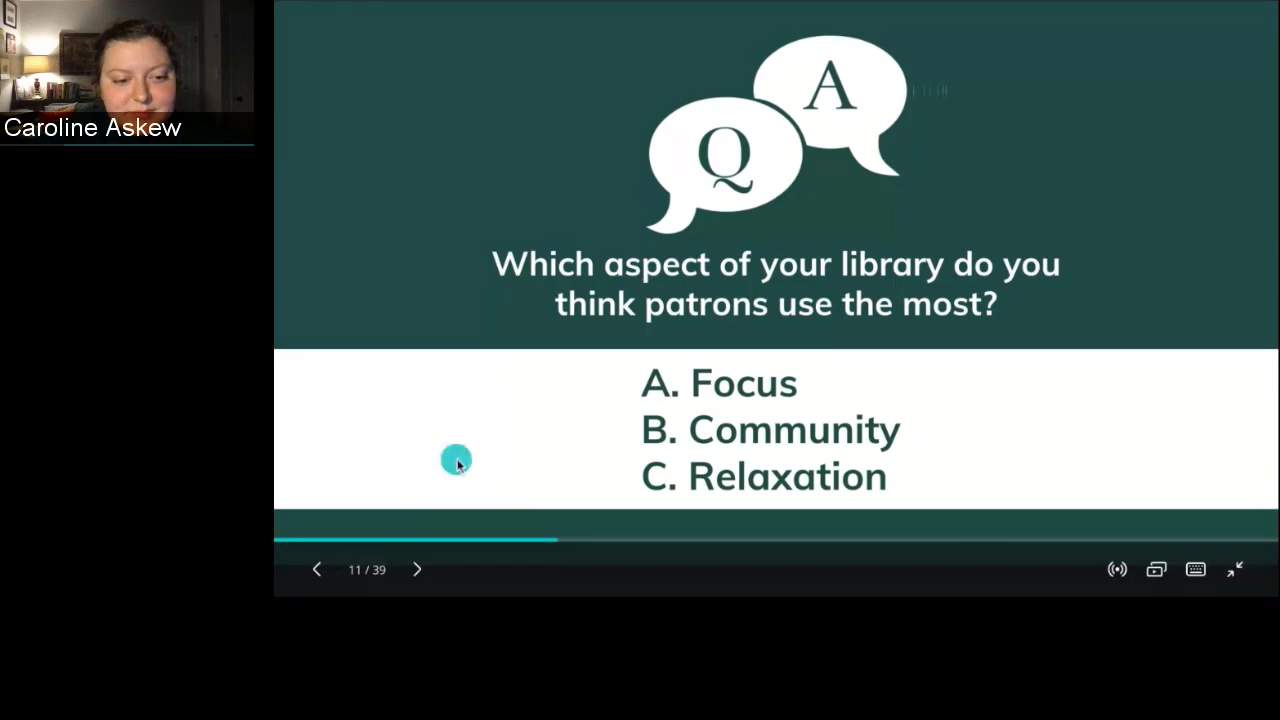 Caroline Askew
A
Q
Which aspect of your library do you
think patrons use the most?
A. Focus
B. Community
C. Relaxation
11 / 39